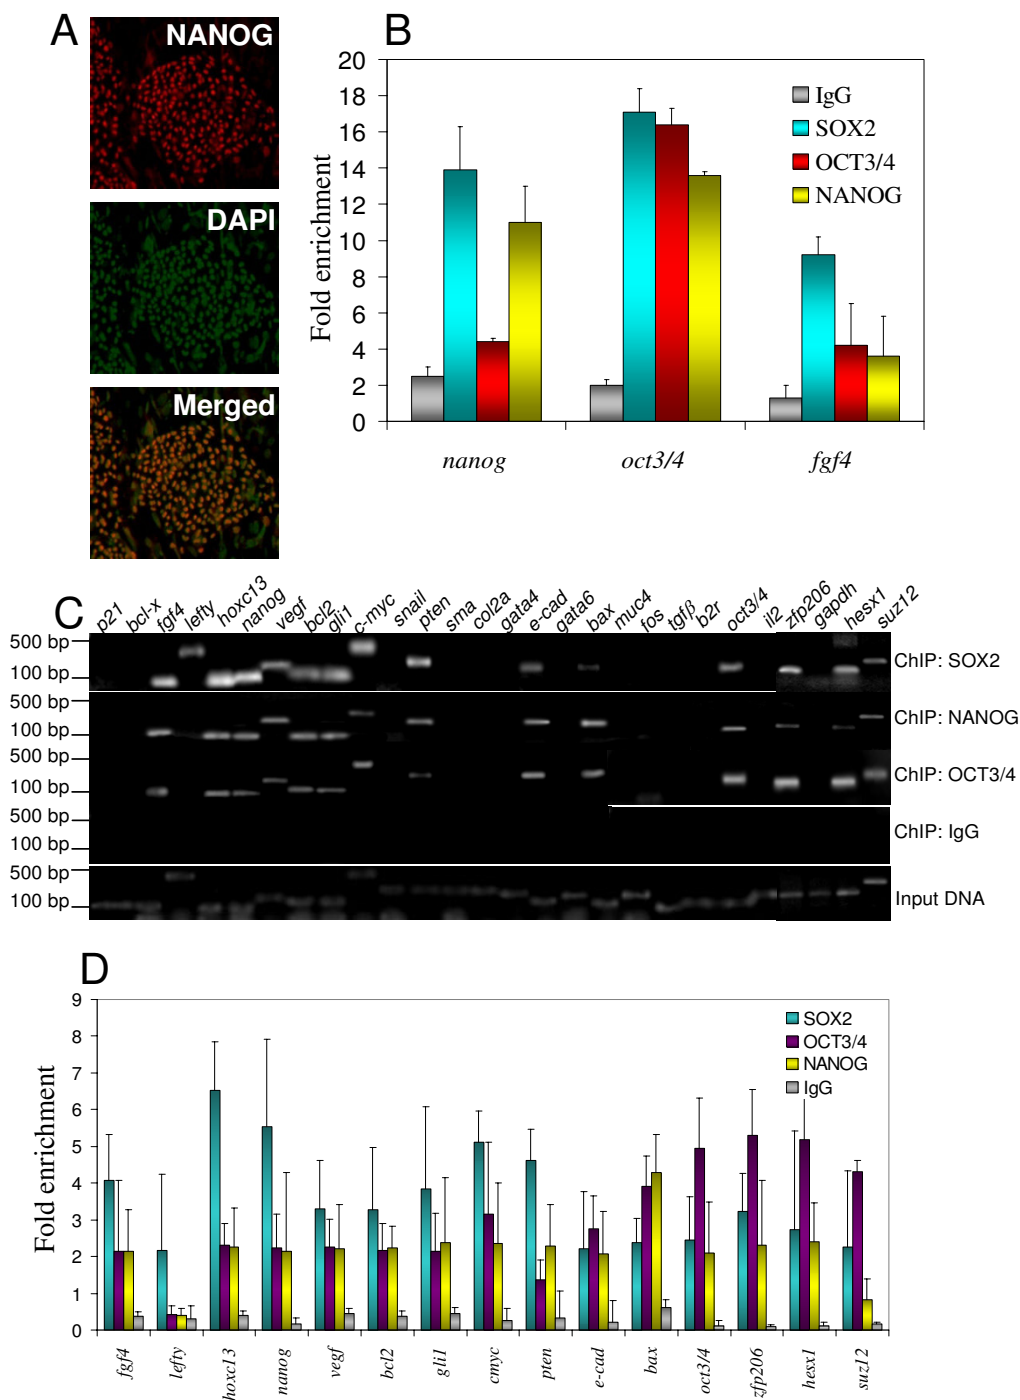 A
NANOG
DAPI
Merged
B
Fold enrichment
20
18
16
14
12
10
8
6
4
2
0
IgG
SOX2
OCT3/4
NANOG
nanog
oct3/4
fgf4
C
p21
bcl-x
fgf4
lefty
hoxc13
nanog
vegf
bcl2
gli1
c-myc
snail
pten
sma
col2a
gata4
e-cad
gata6
bax
muc4
fos
tgfβ
b2r
oct3/4
il2
zfp206
gapdh
hesx1
suz12
500 bp
100 bp
ChIP: SOX2
500 bp
100 bp
ChIP: NANOG
500 bp
100 bp
ChIP: OCT3/4
500 bp
100 bp
ChIP: IgG
500 bp
100 bp
Input DNA
D
Fold enrichment
9
8
7
6
5
4
3
2
1
0
SOX2
OCT3/4
NANOG
IgG
fgf4
lefty
hoxc13
nanog
vegf
bcl2
gli1
cmyc
pten
e-cad
bax
oct3/4
zfp206
hesx1
suz12